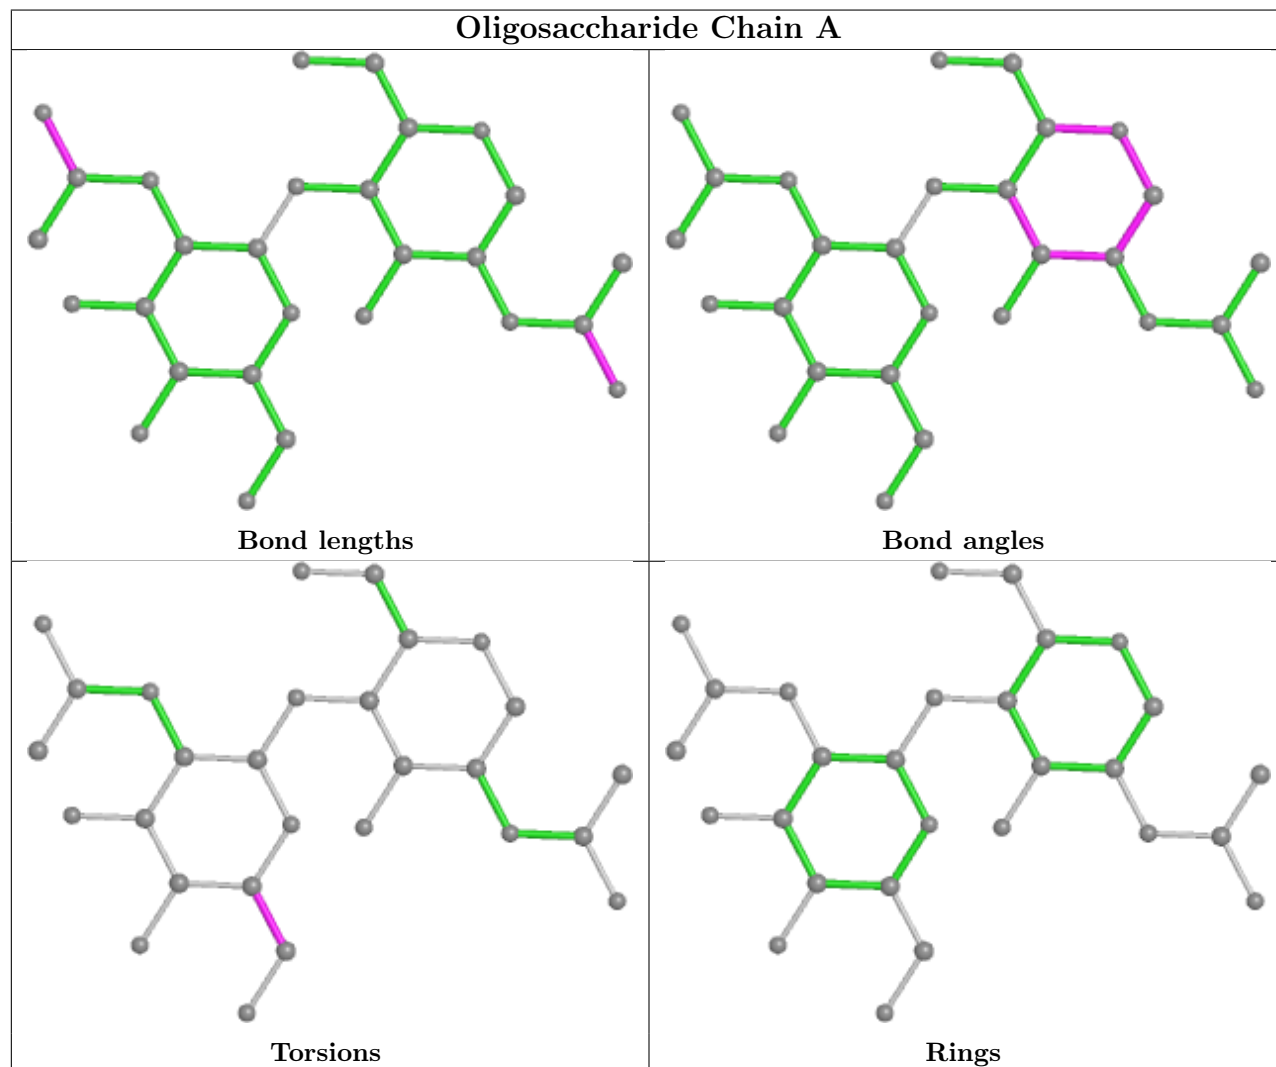 Oligosaccharide Chain A
Bond lengths
Bond angles
Torsions
Rings